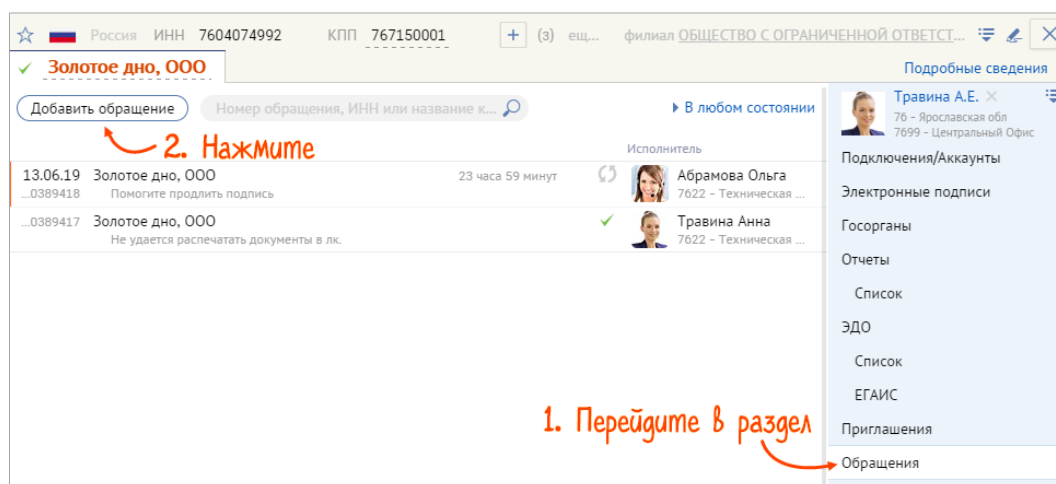 Россия ИНН 7604074992 КПП 767150001 + (3) ещ... филиал ОБЩЕСТВО С ОГРАНИЧЕННОЙ ОТВЕТСТ...
Золотое дно, ООО
Подробные сведения
Добавить обращение
Номер обращения, ИНН или название к...
В любом состоянии
2. Нажмите
Исполнитель
13.06.19 Золотое дно, ООО 23 часа 59 минут Абрамова Ольга
...0389418 Помогите продлить подпись 7622 – Техническая ...
...0389417 Золотое дно, ООО Травина Анна
Не удается распечатать документы в лк. 7622 – Техническая ...
Травина А.Е.
76 – Ярославская обл
7699 – Центральный Офис
Подключения/Аккаунты
Электронные подписи
Госорганы
Отчеты
Список
ЭДО
Список
ЕГАИС
1. Перейдите в раздел
Приглашения
Обращения